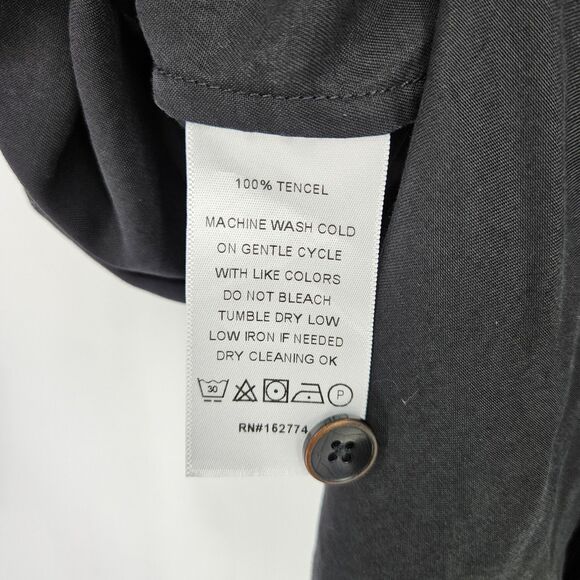 100% TENCEL
MACHINE WASH COLD
ON GENTLE CYCLE
WITH LIKE COLORS
DO NOT BLEACH
TUMBLE DRY LOW
LOW IRON IF NEEDED
DRY CLEANING OK
30 P
RN#152774